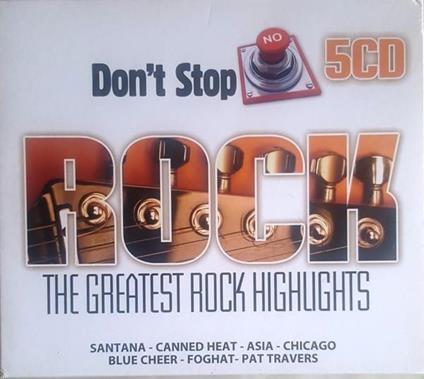 NO
Don't Stop
5CD
ROCK
THE GREATEST ROCK HIGHLIGHTS
SANTANA - CANNED HEAT - ASIA - CHICAGO
BLUE CHEER - FOGHAT- PAT TRAVERS